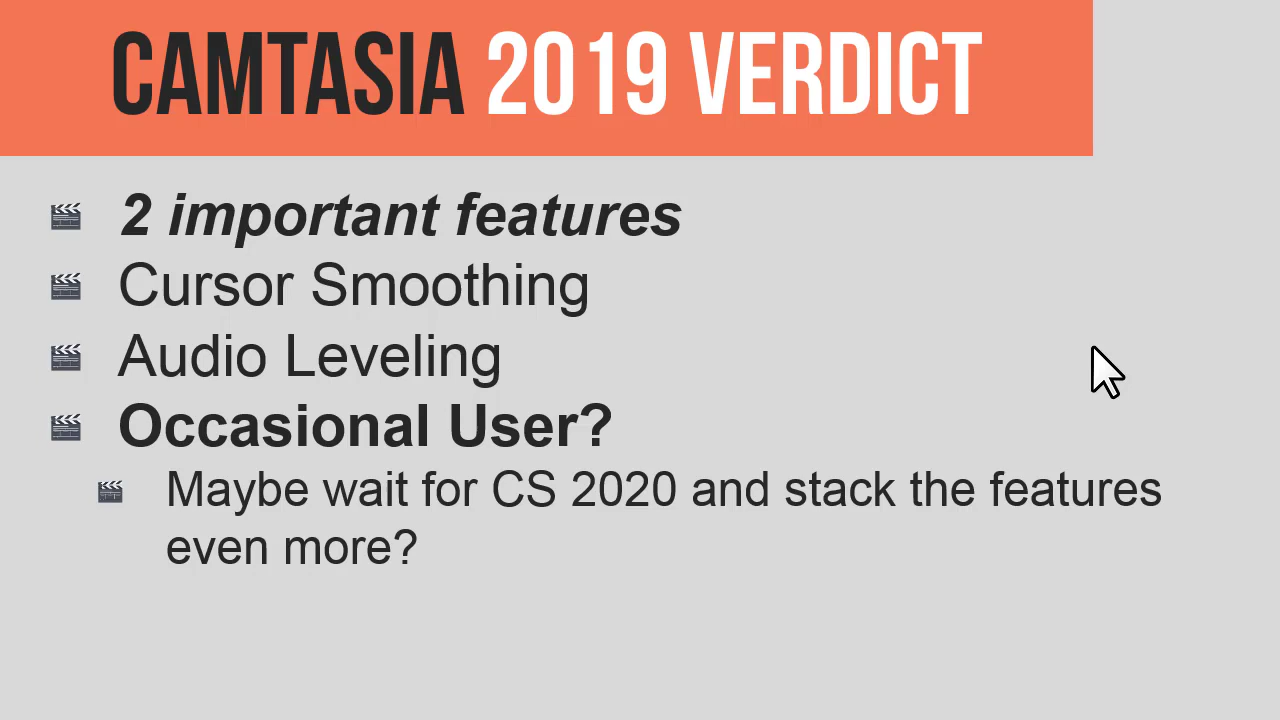 CAMTASIA 2019 VERDICT
2 important features
Cursor Smoothing
Audio Leveling
Occasional User?
Maybe wait for CS 2020 and stack the features
even more?